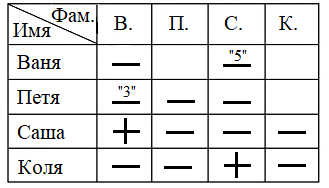 Фам. В. П. С. К.
Имя
Ваня — "5"
Петя "3" — —
Саша + — — —
Коля — — + —